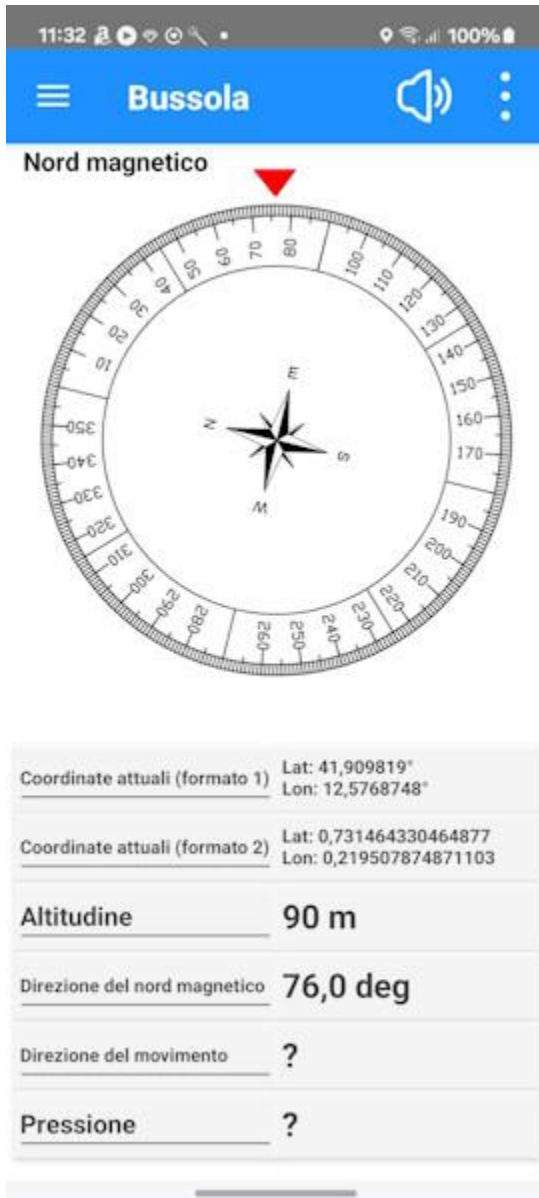 11:32
100%
Bussola
Nord magnetico
10
20
30
40
50
60
70
80
100
110
120
130
140
150
160
170
190
200
210
220
230
240
250
260
280
290
300
310
320
330
340
350
E
N
S
W
Coordinate attuali (formato 1)
Lat: 41,909819°
Lon: 12,5768748°
Coordinate attuali (formato 2)
Lat: 0,731464330464877
Lon: 0,219507874871103
Altitudine
90 m
Direzione del nord magnetico
76,0 deg
Direzione del movimento
?
Pressione
?